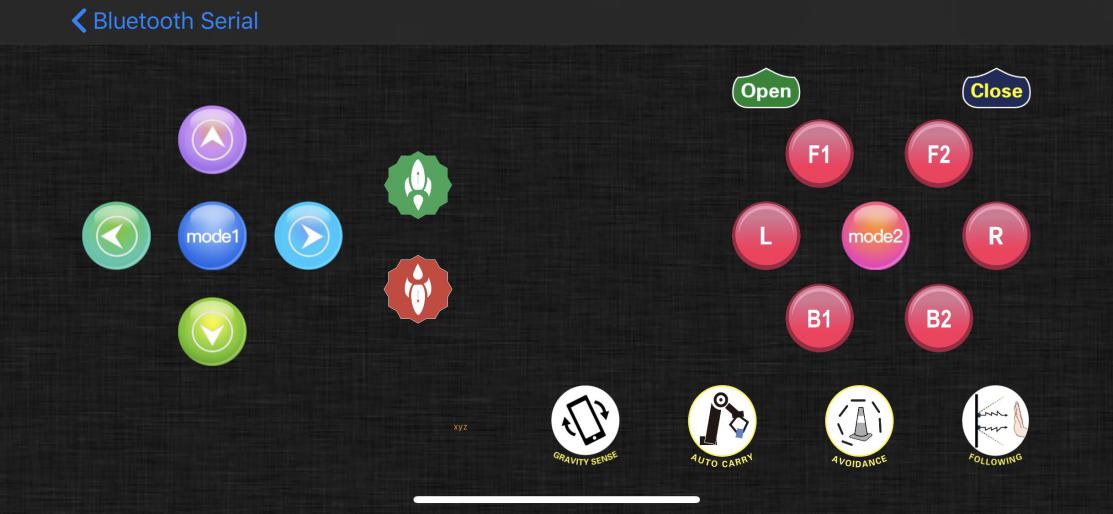 Bluetooth Serial
Open
Close
F1
F2
mode1
L
mode2
R
B1
B2
xyz
GRAVITY SENSE
AUTO CARRY
AVOIDANCE
FOLLOWING